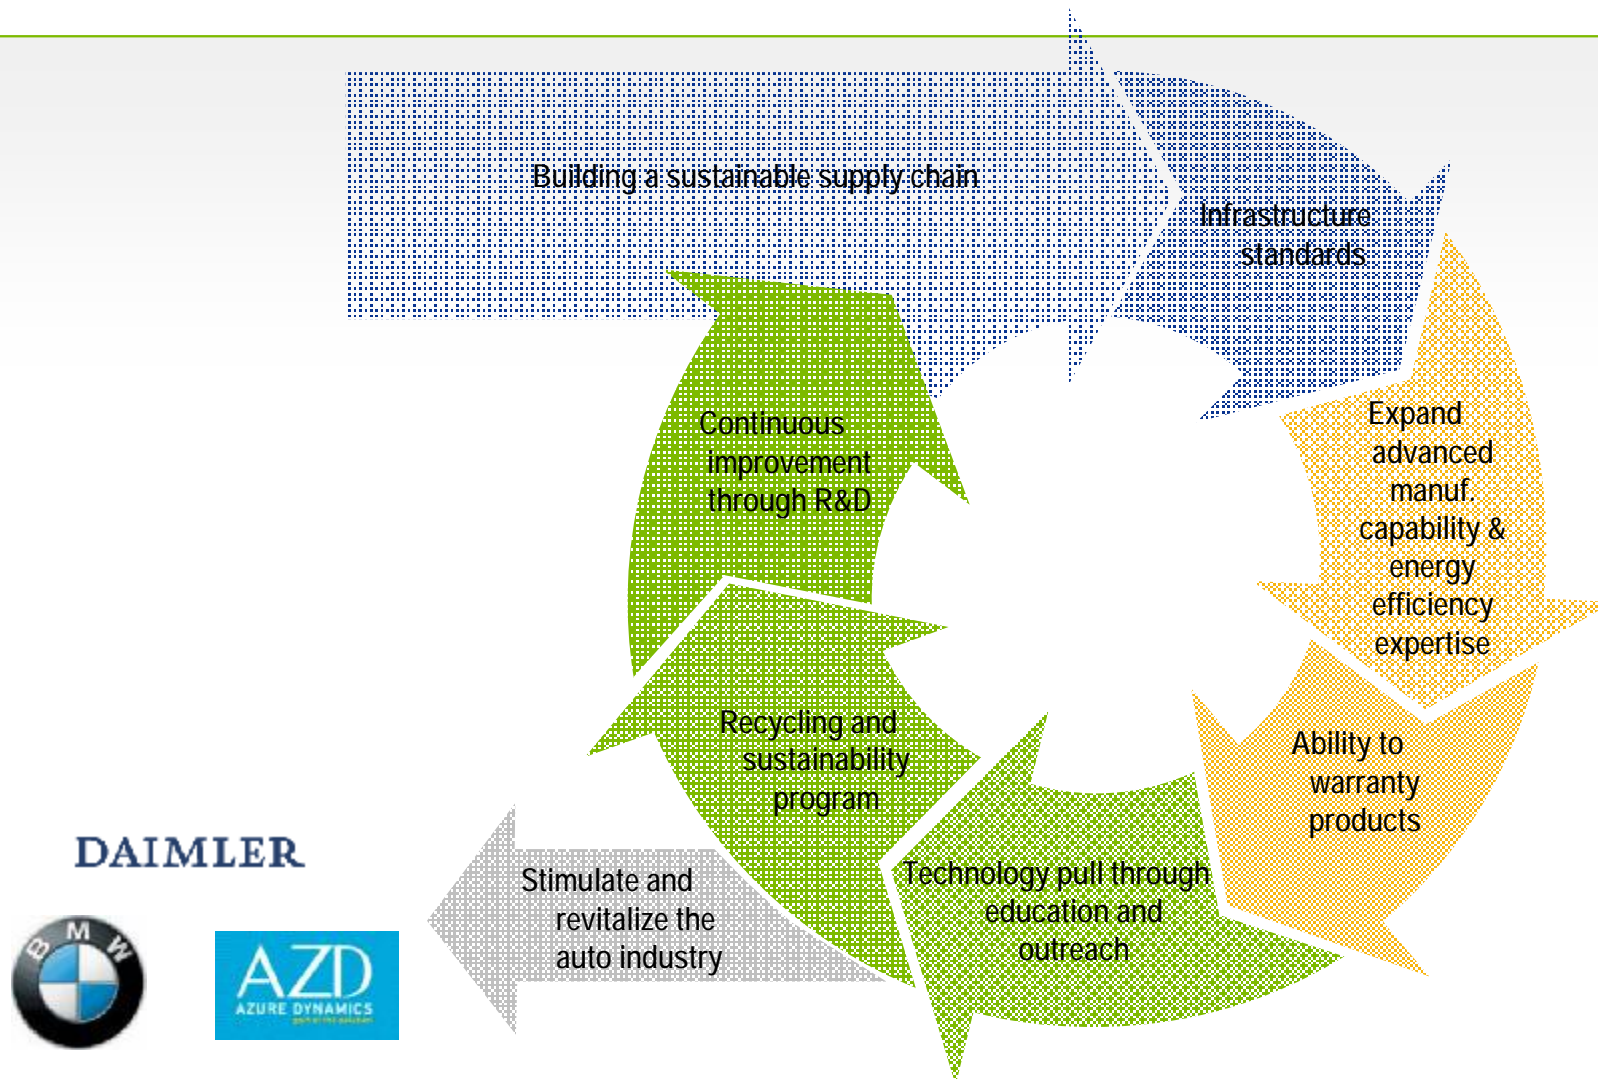 Building a sustainable supply chain
Infrastructure
standards
Expand
advanced
manuf.
capability &
energy
efficiency
expertise
Ability to
warranty
products
Technology pull through
education and
outreach
Recycling and
sustainability
program
Continuous
improvement
through R&D
Stimulate and
revitalize the
auto industry
DAIMLER
BMW
AZD
AZURE DYNAMICS